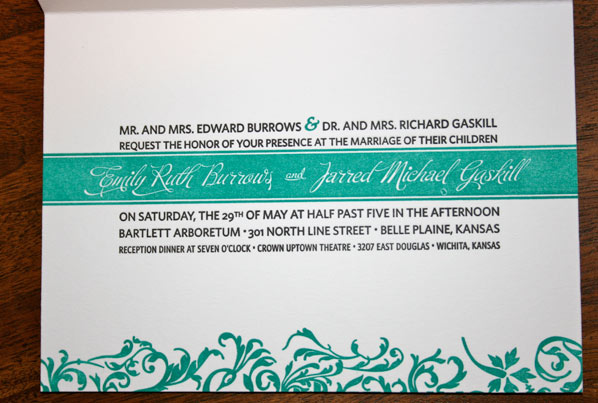 MR. AND MRS. EDWARD BURROWS & DR. AND MRS. RICHARD GASKILL
REQUEST THE HONOR OF YOUR PRESENCE AT THE MARRIAGE OF THEIR CHILDREN
Emily Ruth Burrows and Jarred Michael Gaskill
ON SATURDAY, THE 29TH OF MAY AT HALF PAST FIVE IN THE AFTERNOON
BARTLETT ARBORETUM • 301 NORTH LINE STREET • BELLE PLAINE, KANSAS
RECEPTION DINNER AT SEVEN O'CLOCK • CROWN UPTOWN THEATRE • 3207 EAST DOUGLAS • WICHITA, KANSAS